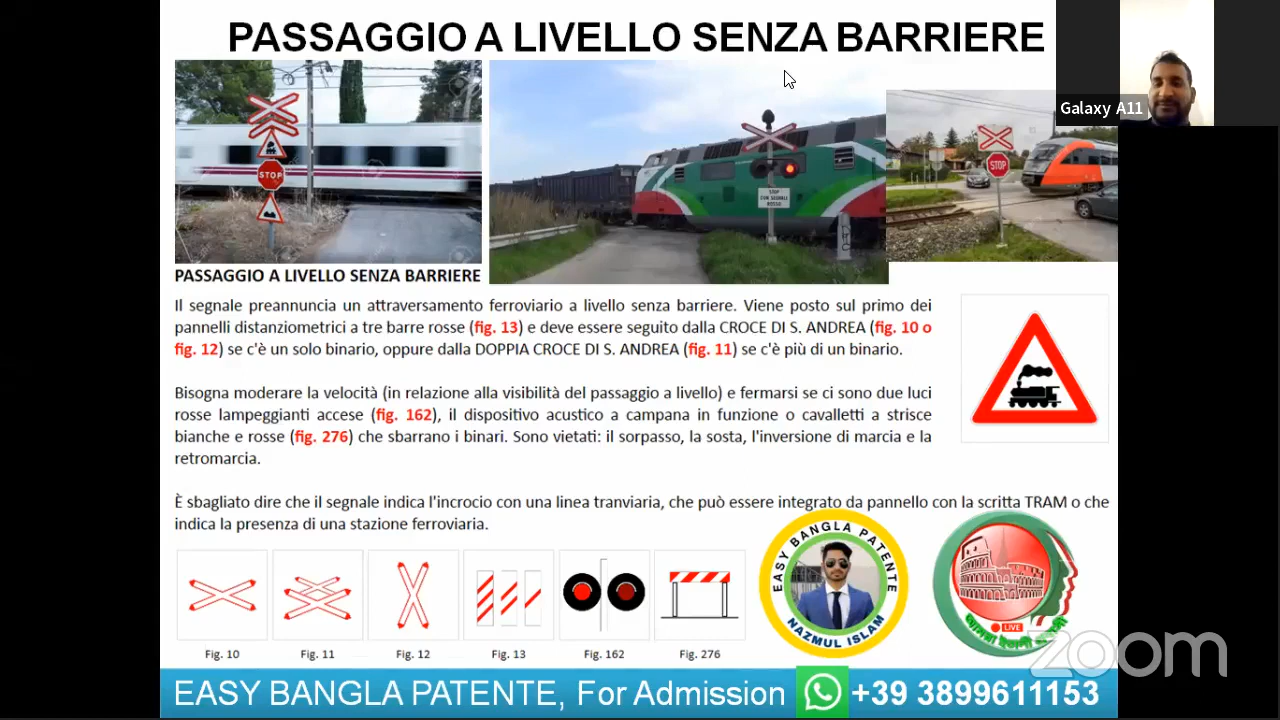 PASSAGGIO A LIVELLO SENZA BARRIERE
Galaxy A11
STOP
STOP
STOP
PASSAGGIO A LIVELLO SENZA BARRIERE
Il segnale preannuncia un attraversamento ferroviario a livello senza barriere. Viene posto sul primo dei
pannelli distanziometrici a tre barre rosse (fig. 13) e deve essere seguito dalla CROCE DI S. ANDREA (fig. 10 o
fig. 12) se c'è un solo binario, oppure dalla DOPPIA CROCE DI S. ANDREA (fig. 11) se c'è più di un binario.
Bisogna moderare la velocità (in relazione alla visibilità del passaggio a livello) e fermarsi se ci sono due luci
rosse lampeggianti accese (fig. 162), il dispositivo acustico a campana in funzione o cavalletti a strisce
bianche e rosse (fig. 276) che sbarrano i binari. Sono vietati: il sorpasso, la sosta, l'inversione di marcia e la
retromarcia.
È sbagliato dire che il segnale indica l'incrocio con una linea tranviaria, che può essere integrato da pannello con la scritta TRAM o che
indica la presenza di una stazione ferroviaria.
EASY BANGLA PATENTE
NAZMUL ISLAM
LIVE
Fig. 10
Fig. 11
Fig. 12
Fig. 13
Fig. 162
Fig. 276
zoom
EASY BANGLA PATENTE, For Admission
+39 3899611153